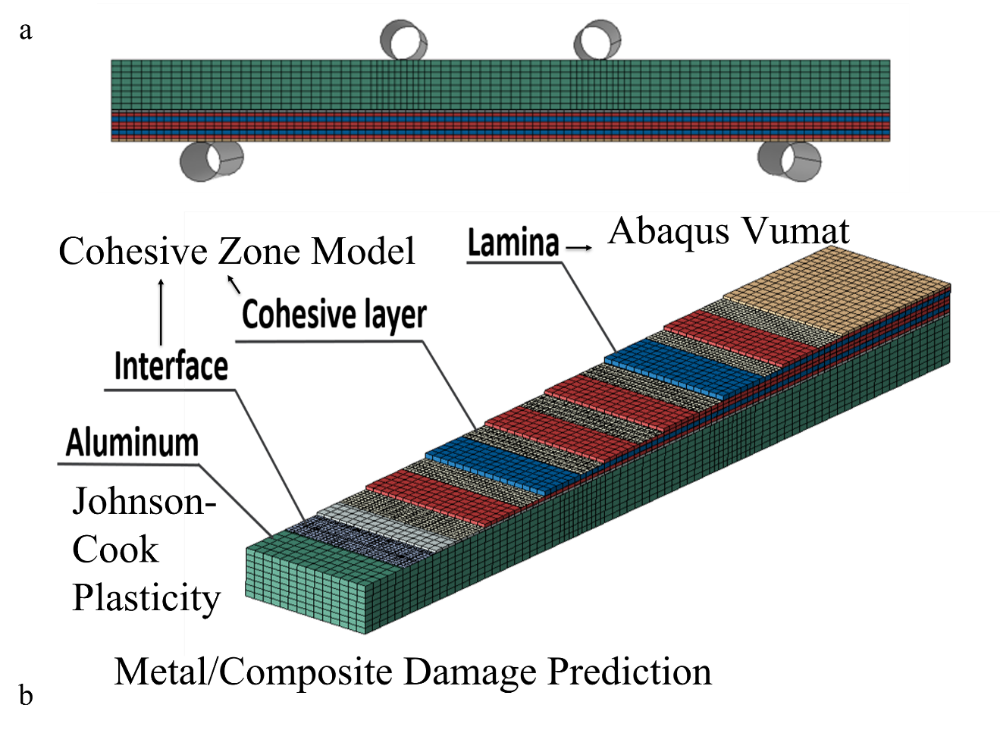 a
Cohesive Zone Model
Lamina
Abaqus Vumat
Cohesive layer
Interface
Aluminum
Johnson-
Cook
Plasticity
Metal/Composite Damage Prediction
b